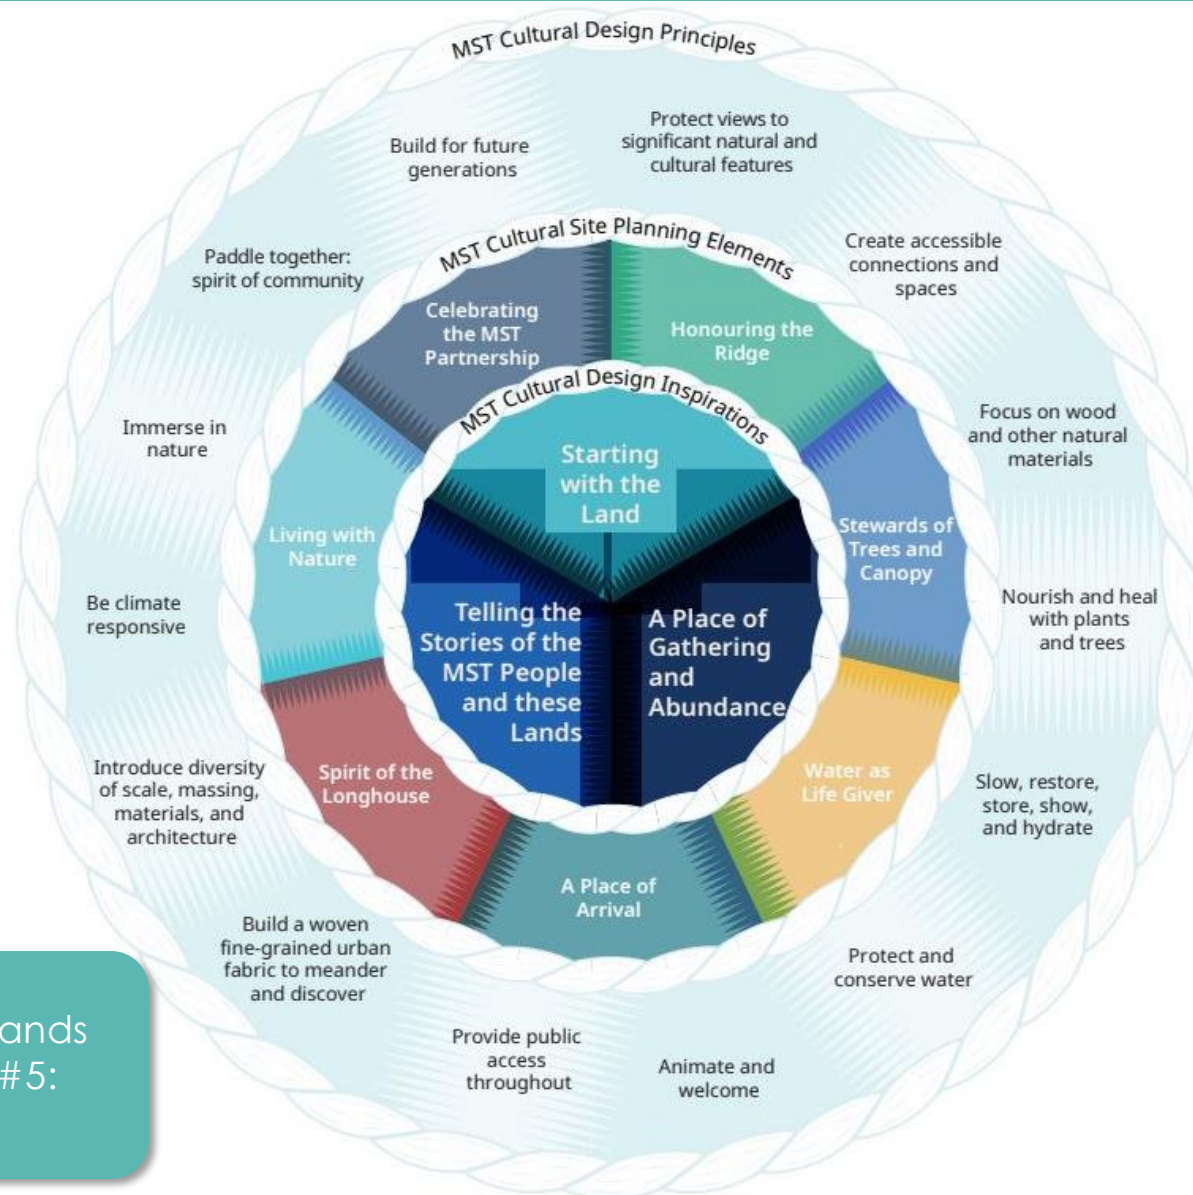 MST Cultural Design Principles
Build for future
generations
Protect views to
significant natural and
cultural features
Create accessible
connections and
spaces
Focus on wood
and other natural
materials
Nourish and heal
with plants
and trees
Slow, restore,
store, show,
and hydrate
Protect and
conserve water
Animate and
welcome
Provide public
access
throughout
Build a woven
fine-grained urban
fabric to meander
and discover
Introduce diversity
of scale, massing,
materials, and
architecture
Be climate
responsive
Immerse in
nature
Paddle together:
spirit of community
MST Cultural Site Planning Elements
Celebrating
the MST
Partnership
Honouring the
Ridge
Stewards of
Trees and
Canopy
Water as
Life Giver
A Place of
Arrival
Spirit of the
Longhouse
Living with
Nature
MST Cultural Design Inspirations
Starting
with the
Land
A Place of
Gathering
and
Abundance
Telling the
Stories of the
MST People
and these
Lands
ands
#5: